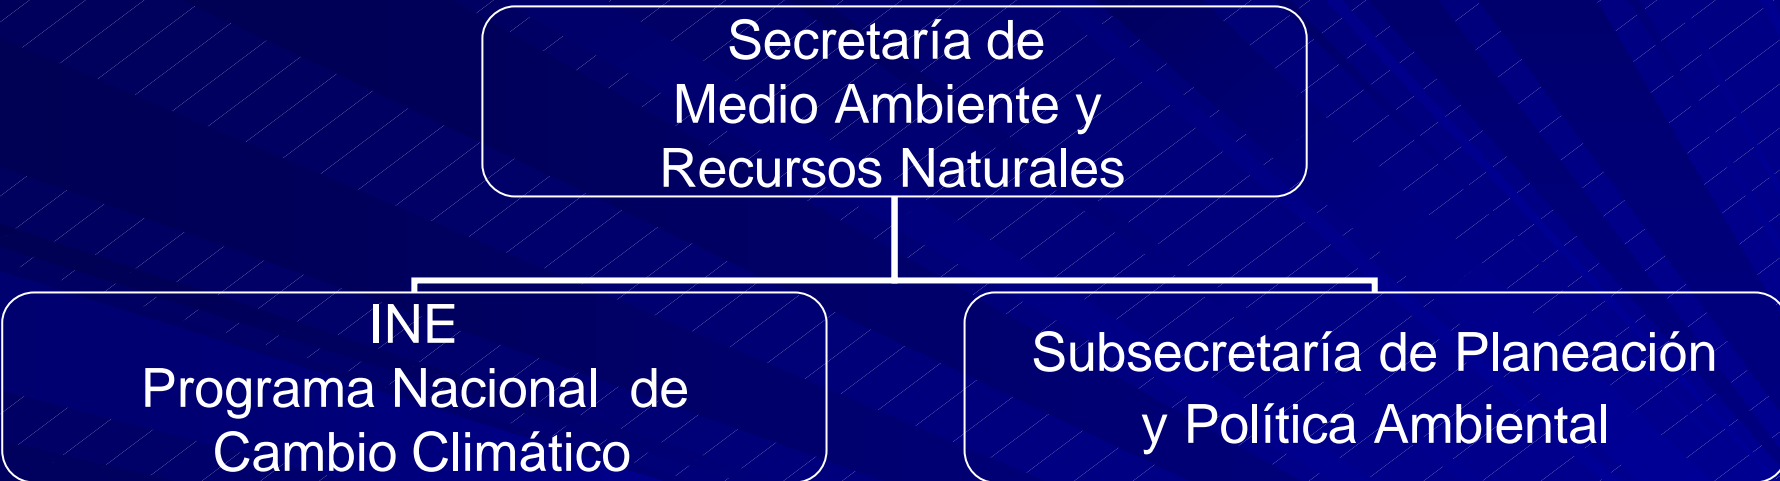 Secretaría de
Medio Ambiente y
Recursos Naturales
INE
Programa Nacional  de
Cambio Climático
Subsecretaría de Planeación
y Política Ambiental